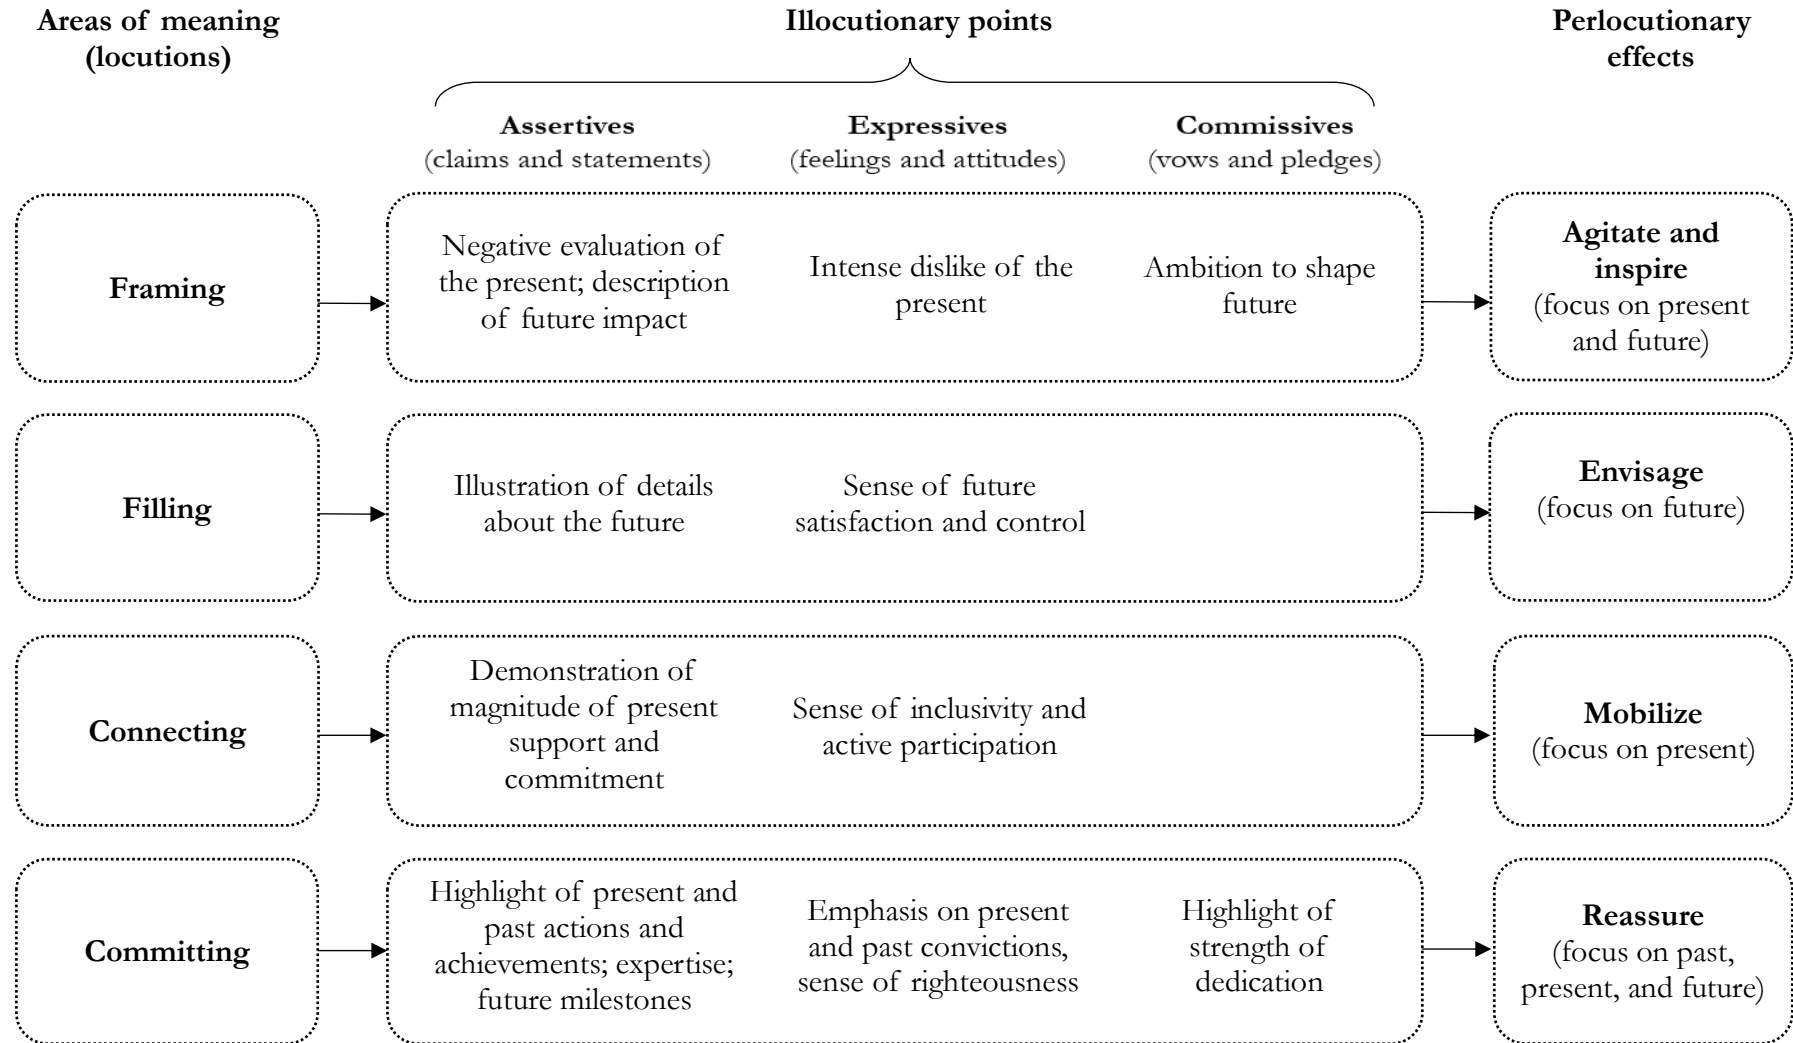 Areas of meaning
(locutions)
Illocutionary points
Perlocutionary
effects
Assertives
(claims and statements)
Expressives
(feelings and attitudes)
Commissives
(vows and pledges)
Framing
Negative evaluation of
the present; description
of future impact
Intense dislike of the
present
Ambition to shape
future
Agitate and
inspire
(focus on present
and future)
Filling
Illustration of details
about the future
Sense of future
satisfaction and control
Envisage
(focus on future)
Connecting
Demonstration of
magnitude of present
support and
commitment
Sense of inclusivity and
active participation
Mobilize
(focus on present)
Committing
Highlight of present and
past actions and
achievements; expertise;
future milestones
Emphasis on present
and past convictions,
sense of righteousness
Highlight of
strength of
dedication
Reassure
(focus on past,
present, and future)